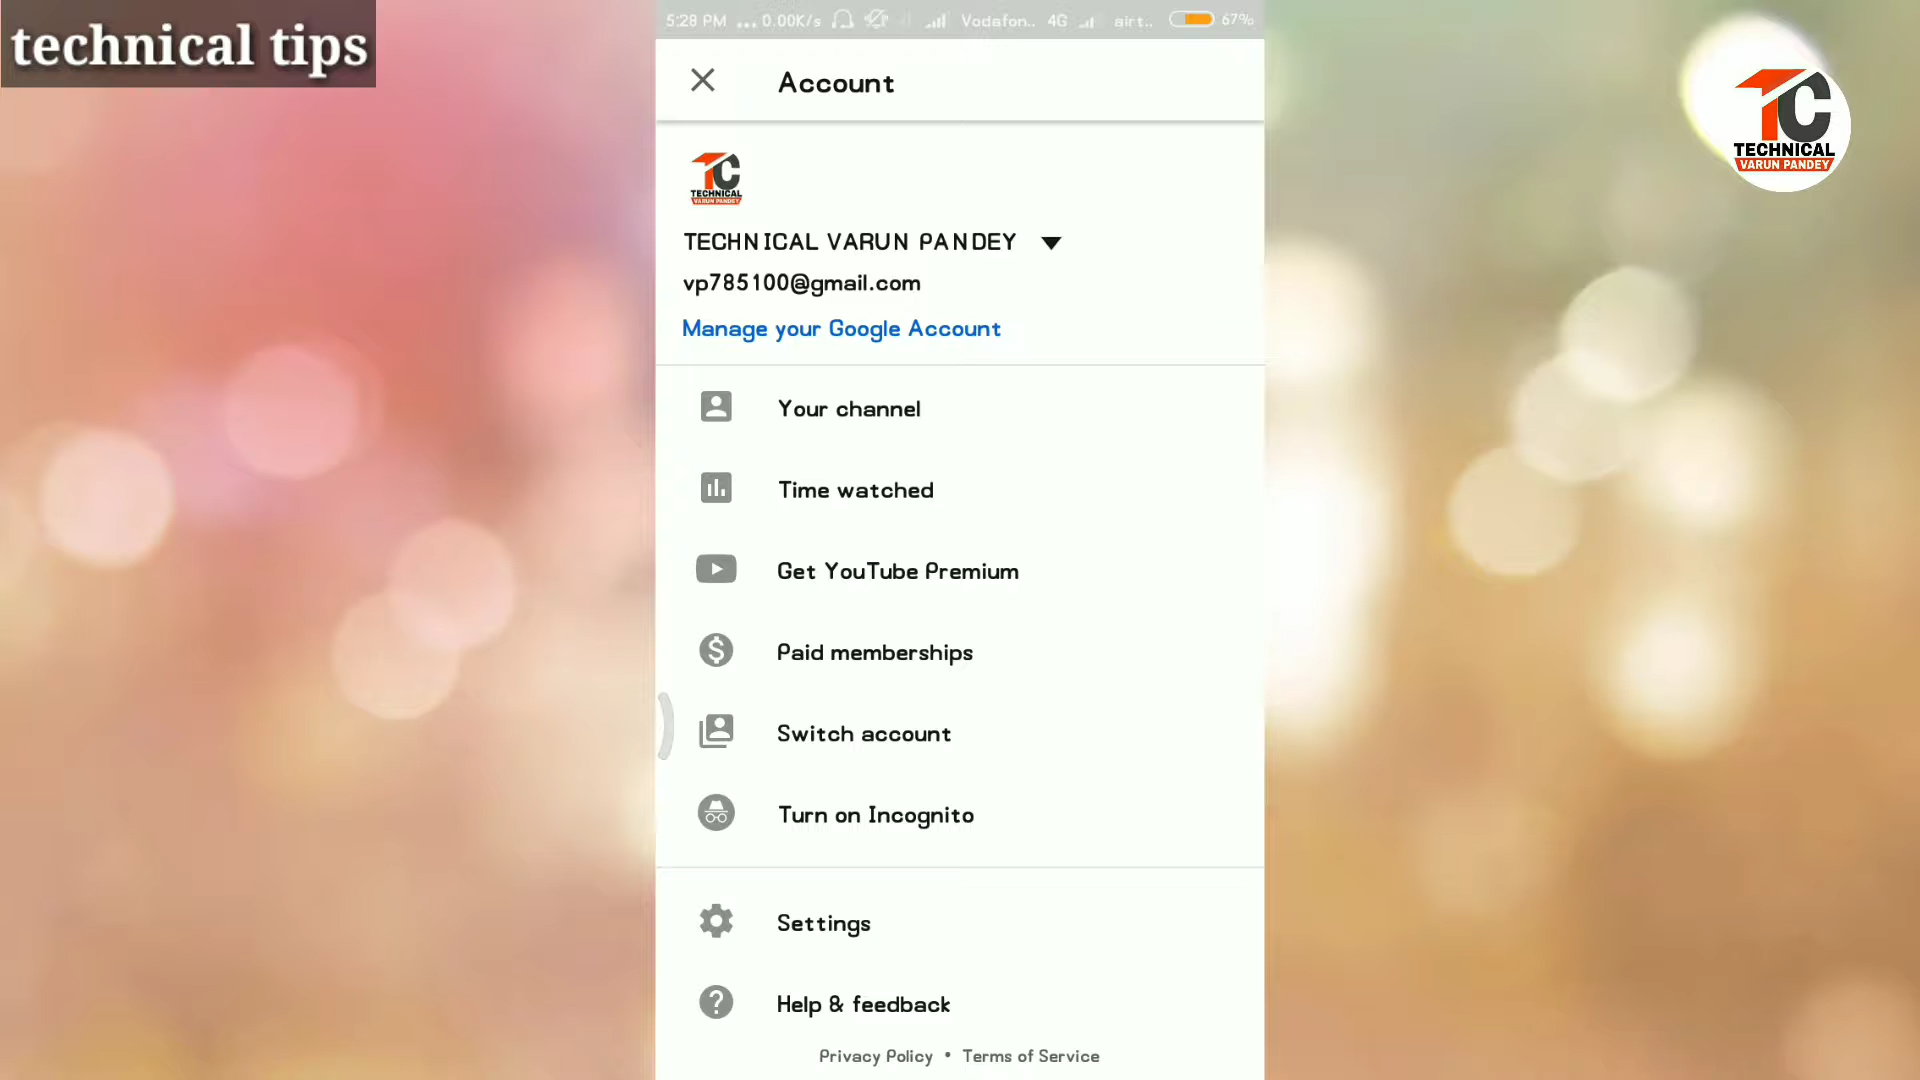 technical tips
5:28 PM ... 0.00K/s Vodafon.. 4G airt.. 67%
Account
TC
TECHNICAL
VARUN PANDEY
TC
TECHNICAL
VARUN PANDEY
TECHNICAL VARUN PANDEY
vp785100@gmail.com
Manage your Google Account
Your channel
Time watched
Get YouTube Premium
Paid memberships
Switch account
Turn on Incognito
Settings
Help & feedback
Privacy Policy • Terms of Service